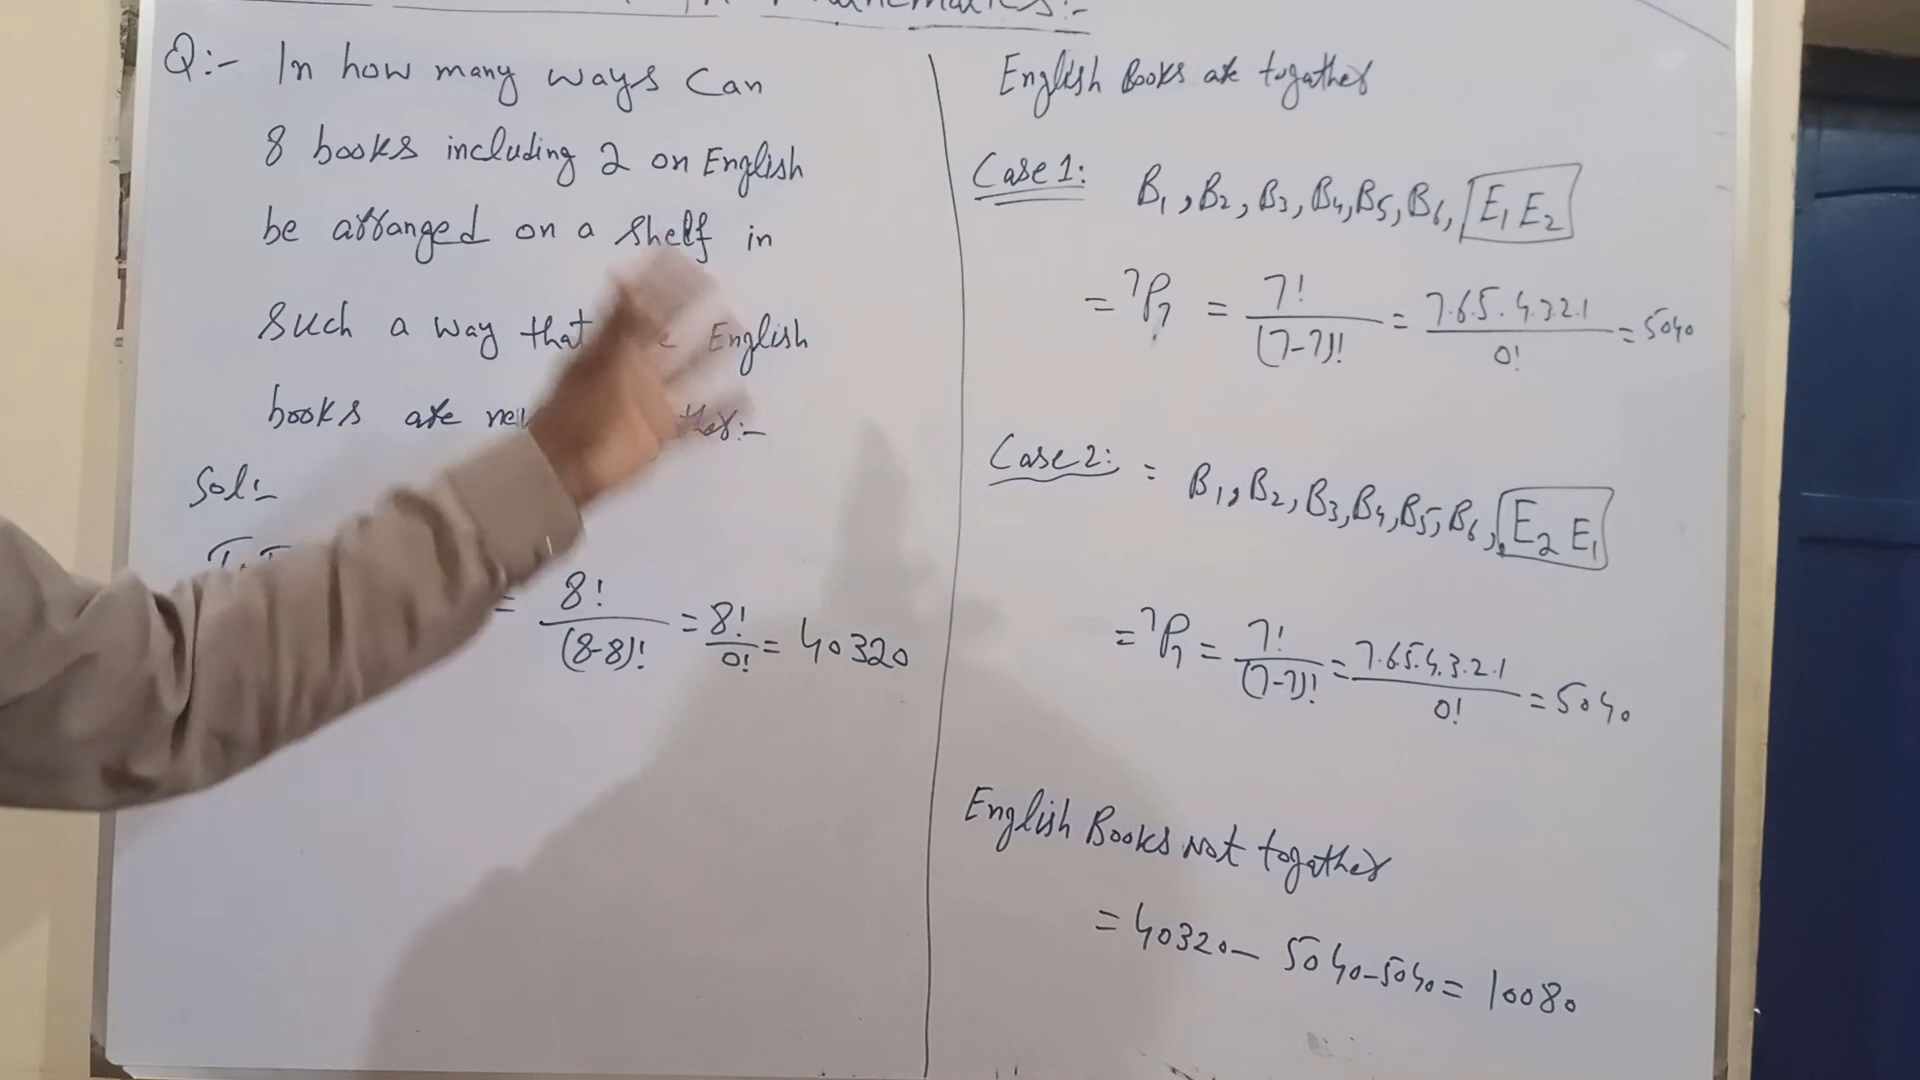 Q:- In how many ways Can
8 books including 2 on English
be arranged on a shelf in
such a way that English
books are
Sol:-
= 8! / (8-8)! = 8! / 0! = 40320
English Books are togather
Case 1: B₁, B₂, B₃, B₄, B₅, B₆, E₁ E₂
= ⁷P₇ = 7! / (7-7)! = 7.6.5.4.3.2.1 / 0! = 5040
Case 2: = B₁, B₂, B₃, B₄, B₅, B₆, E₂ E₁
= ⁷P₇ = 7! / (7-7)! = 7.6.5.4.3.2.1 / 0! = 5040
English Books Not togather
= 40320 - 5040 - 5040 = 10080